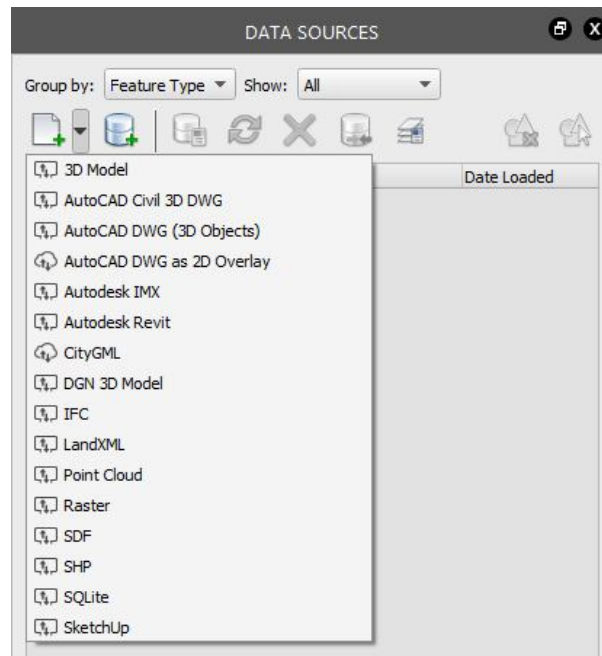 DATA SOURCES
Group by: Feature Type Show: All
Date Loaded
3D Model
AutoCAD Civil 3D DWG
AutoCAD DWG (3D Objects)
AutoCAD DWG as 2D Overlay
Autodesk IMX
Autodesk Revit
CityGML
DGN 3D Model
IFC
LandXML
Point Cloud
Raster
SDF
SHP
SQLite
SketchUp